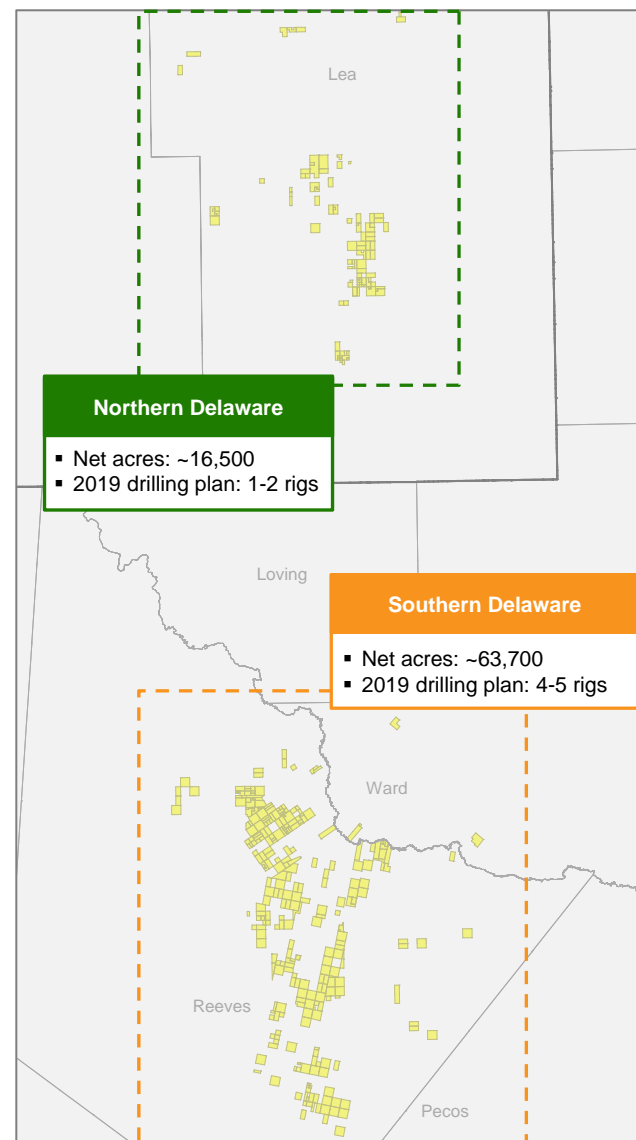 Lea
Northern Delaware
▪ Net acres: ~16,500
▪ 2019 drilling plan: 1-2 rigs
Loving
Southern Delaware
▪ Net acres: ~63,700
▪ 2019 drilling plan: 4-5 rigs
Ward
Reeves
Pecos